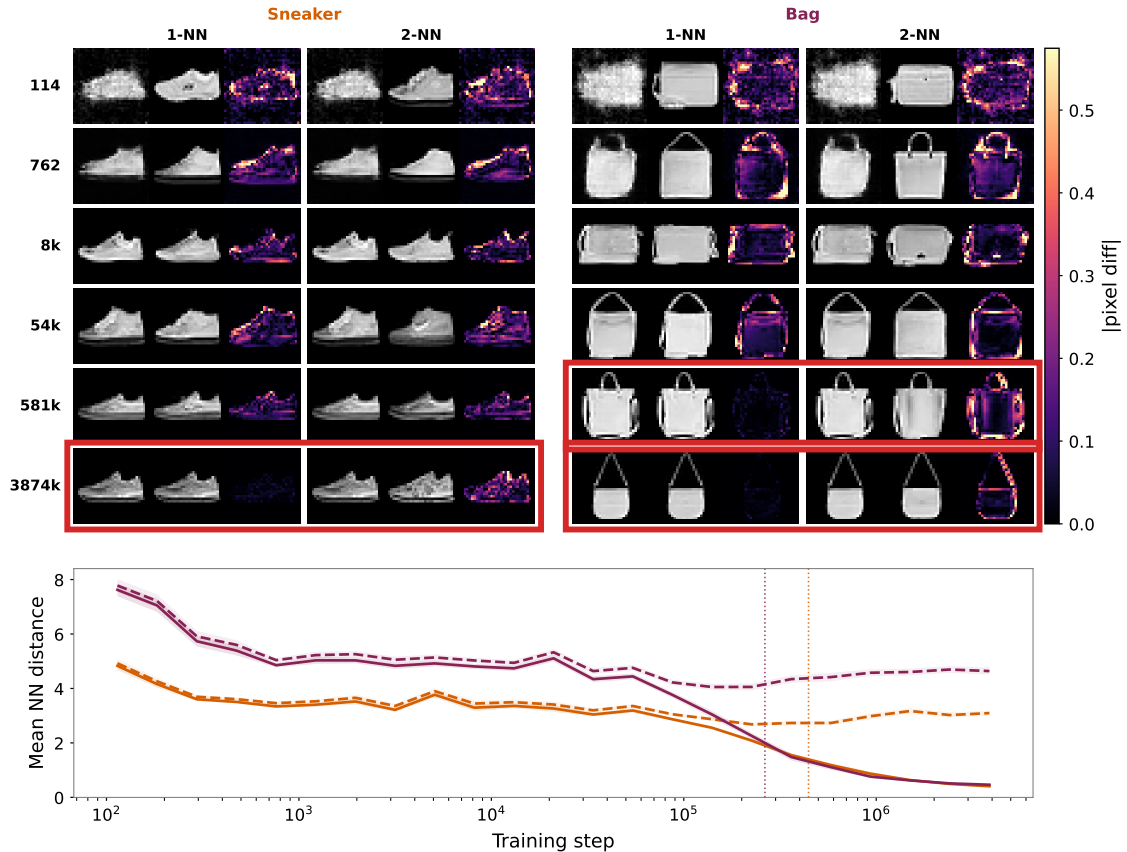 Sneaker Bag
1-NN 2-NN 1-NN 2-NN
114
762
8k
54k
581k
3874k
0.5
0.4
0.3
0.2
0.1
0.0
|pixel diff|
8
6
4
2
0
Mean NN distance
10² 10³ 10⁴ 10⁵ 10⁶
Training step